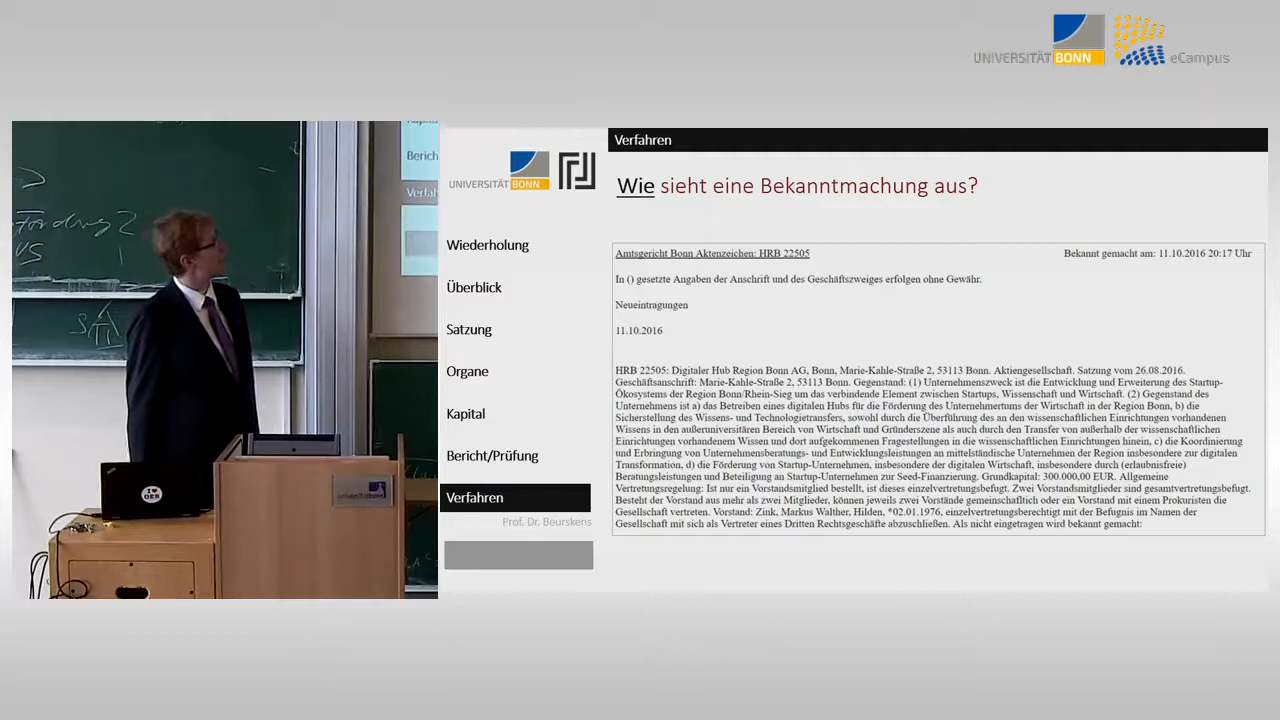 UNIVERSITÄT BONN
eCampus
Berich
Verfah
UNIVERSITÄT BONN
Verfahren
Wie sieht eine Bekanntmachung aus?
Wiederholung
Überblick
Satzung
Organe
Kapital
Bericht/Prüfung
Verfahren
Prof. Dr. Beurskens
Amtsgericht Bonn Aktenzeichen: HRB 22505
Bekannt gemacht am: 11.10.2016 20:17 Uhr
In () gesetzte Angaben der Anschrift und des Geschäftszweiges erfolgen ohne Gewähr.
Neueintragungen
11.10.2016
HRB 22505: Digitaler Hub Region Bonn AG, Bonn, Marie-Kahle-Straße 2, 53113 Bonn. Aktiengesellschaft. Satzung vom 26.08.2016.
Geschäftsanschrift: Marie-Kahle-Straße 2, 53113 Bonn. Gegenstand: (1) Unternehmenszweck ist die Entwicklung und Erweiterung des Startup-
Ökosystems der Region Bonn/Rhein-Sieg um das verbindende Element zwischen Startups, Wissenschaft und Wirtschaft. (2) Gegenstand des
Unternehmens ist a) das Betreiben eines digitalen Hubs für die Förderung des Unternehmertums der Wirtschaft in der Region Bonn, b) die
Sicherstellung des Wissens- und Technologietransfers, sowohl durch die Überführung des an den wissenschaftlichen Einrichtungen vorhandenen
Wissens in den außeruniversitären Bereich von Wirtschaft und Gründerszene als auch durch den Transfer von außerhalb der wissenschaftlichen
Einrichtungen vorhandenem Wissen und dort aufgekommenen Fragestellungen in die wissenschaftlichen Einrichtungen hinein, c) die Koordinierung
und Erbringung von Unternehmensberatungs- und Entwicklungsleistungen an mittelständische Unternehmen der Region insbesondere zur digitalen
Transformation, d) die Förderung von Startup-Unternehmen, insbesondere der digitalen Wirtschaft, insbesondere durch (erlaubnisfreie)
Beratungsleistungen und Beteiligung an Startup-Unternehmen zur Seed-Finanzierung. Grundkapital: 300.000,00 EUR. Allgemeine
Vertretungsregelung: Ist nur ein Vorstandsmitglied bestellt, ist dieses einzelvertretungsbefugt. Zwei Vorstandsmitglieder sind gesamtvertretungsbefugt.
Besteht der Vorstand aus mehr als zwei Mitglieder, können jeweils zwei Vorstände gemeinschaftlich oder ein Vorstand mit einem Prokuristen die
Gesellschaft vertreten. Vorstand: Zink, Markus Walther, Hilden, *02.01.1976, einzelvertretungsberechtigt mit der Befugnis im Namen der
Gesellschaft mit sich als Vertreter eines Dritten Rechtsgeschäfte abzuschließen. Als nicht eingetragen wird bekannt gemacht: